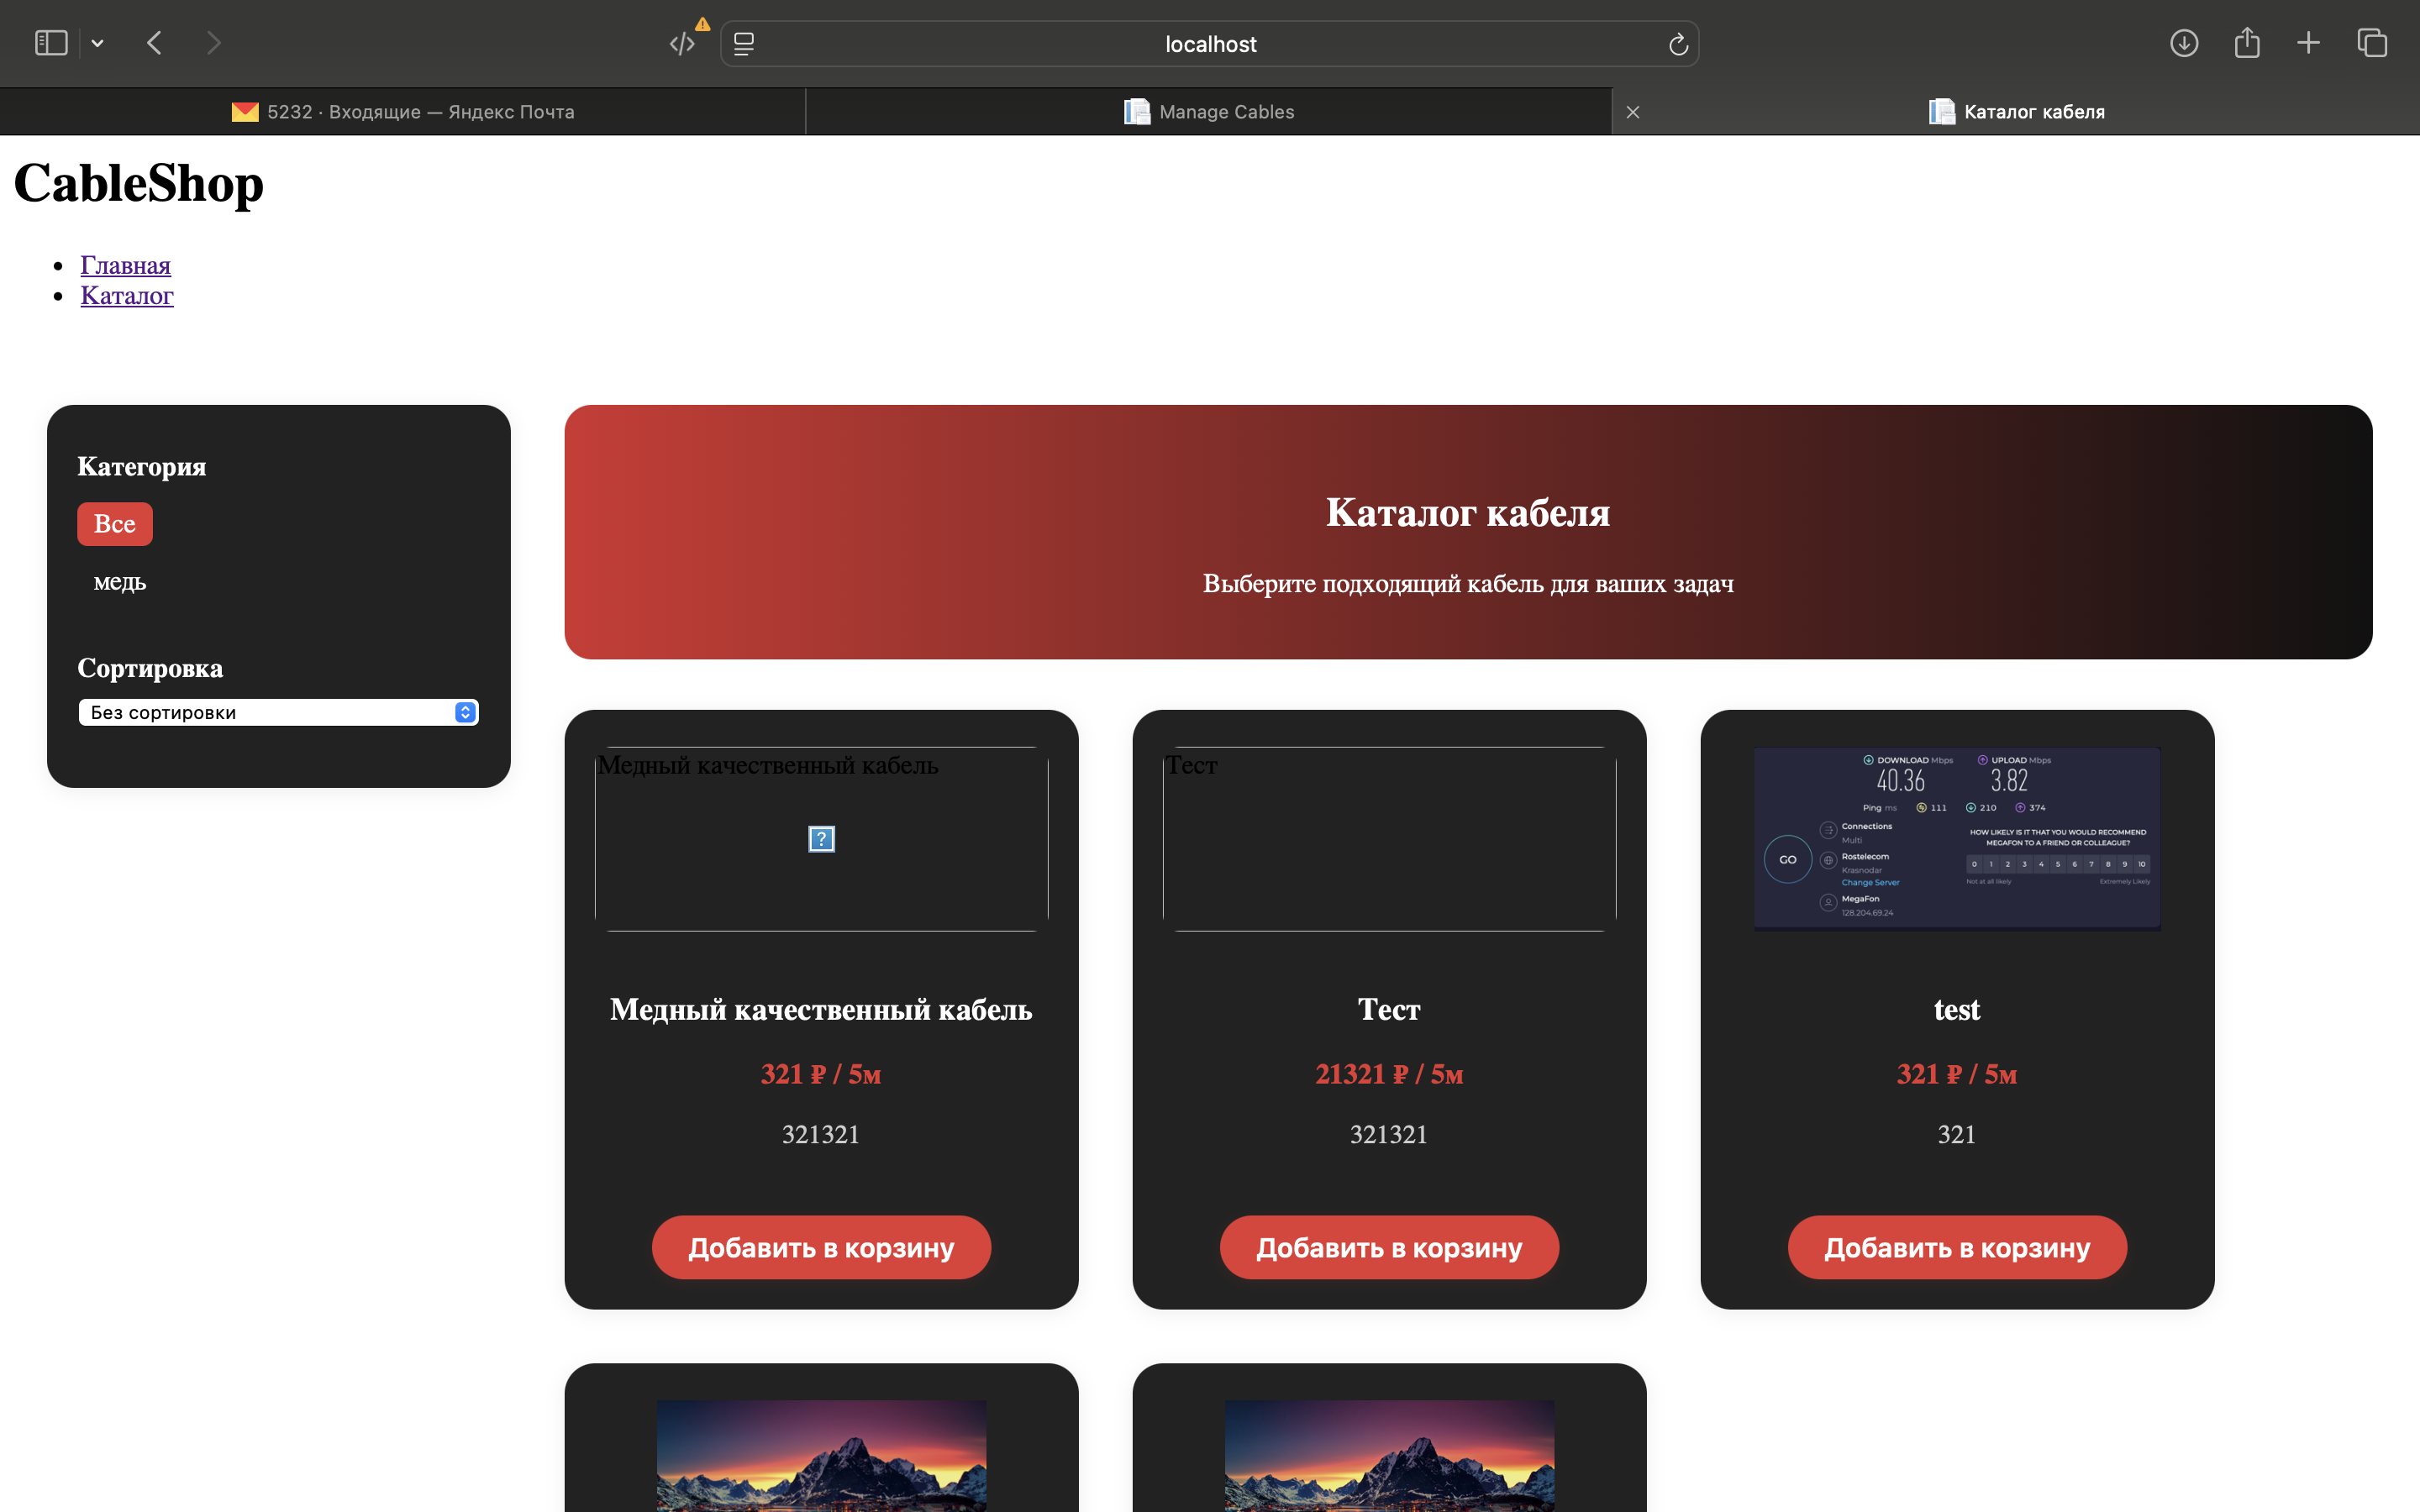 localhost
5232 · Входящие — Яндекс Почта
Manage Cables
Каталог кабеля
CableShop
Главная
Каталог
Категория
Все
медь
Сортировка
Без сортировки
Каталог кабеля
Выберите подходящий кабель для ваших задач
Медный качественный кабель
Медный качественный кабель
321 ₽ / 5м
321321
Добавить в корзину
Тест
Тест
21321 ₽ / 5м
321321
Добавить в корзину
DOWNLOAD Mbps
40.36
UPLOAD Mbps
3.82
Ping ms 111 210 374
GO
Connections
Multi
Rostelecom
Krasnodar
Change Server
MegaFon
128.204.69.24
HOW LIKELY IS IT THAT YOU WOULD RECOMMEND
MEGAFON TO A FRIEND OR COLLEAGUE?
0 1 2 3 4 5 6 7 8 9 10
Not at all likely Extremely Likely
test
321 ₽ / 5м
321
Добавить в корзину